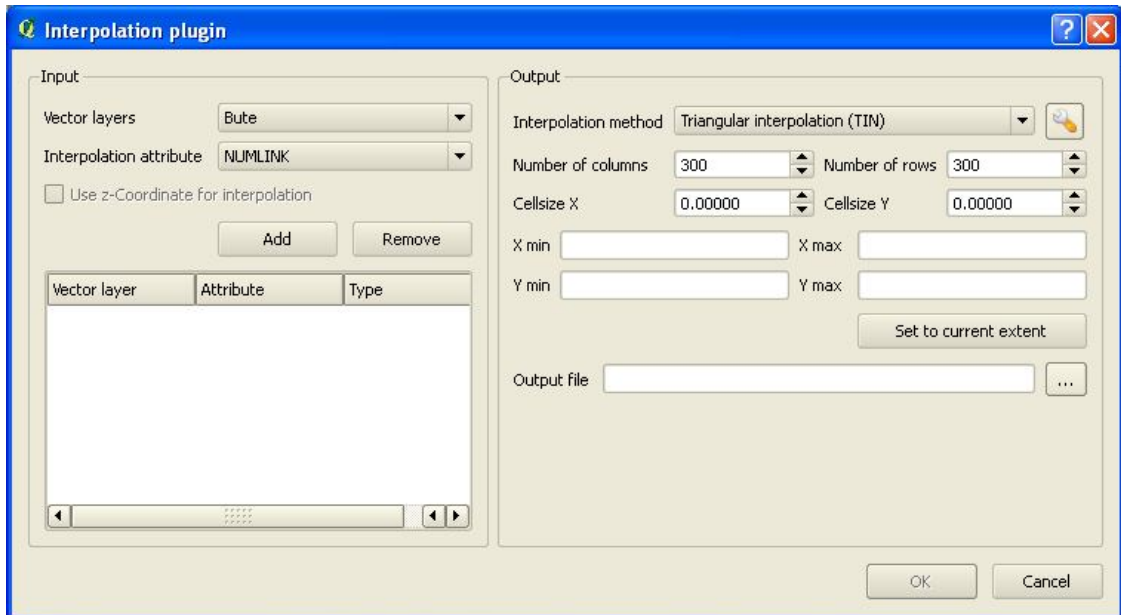 Interpolation plugin
Input
Vector layers Bute
Interpolation attribute NUMLINK
Use z-Coordinate for interpolation
Add Remove
Vector layer Attribute Type
Output
Interpolation method Triangular interpolation (TIN)
Number of columns 300 Number of rows 300
Cellsize X 0.00000 Cellsize Y 0.00000
X min X max
Y min Y max
Set to current extent
Output file ...
OK Cancel